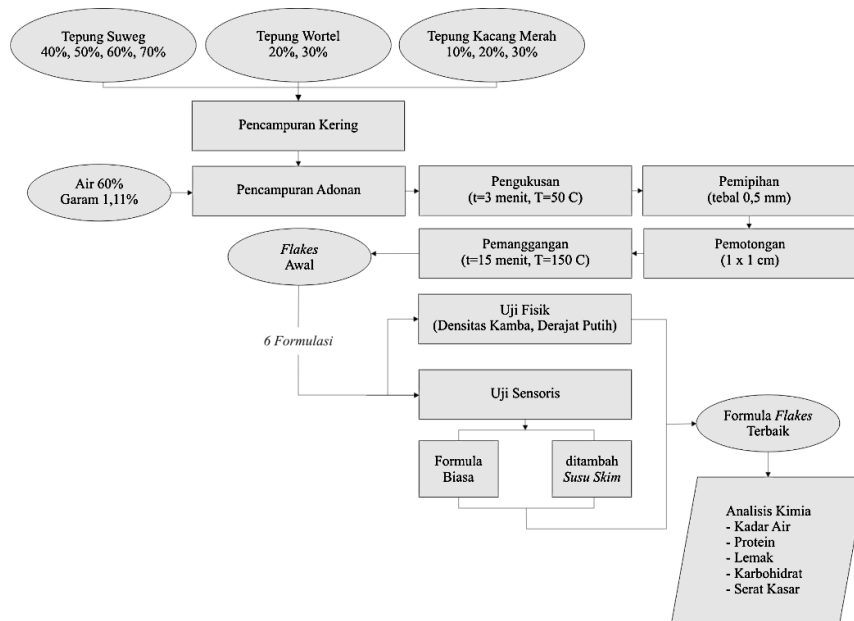 Tepung Suweg
40%, 50%, 60%, 70%
Tepung Wortel
20%, 30%
Tepung Kacang Merah
10%, 20%, 30%
Pencampuran Kering
Air 60%
Garam 1,11%
Pencampuran Adonan
Pengukusan
(t=3 menit, T=50 C)
Pemipihan
(tebal 0,5 mm)
Pemotongan
(1 x 1 cm)
Pemanggangan
(t=15 menit, T=150 C)
Flakes
Awal
6 Formulasi
Uji Fisik
(Densitas Kamba, Derajat Putih)
Uji Sensoris
Formula
Biasa
ditambah
Susu Skim
Formula Flakes
Terbaik
Analisis Kimia
- Kadar Air
- Protein
- Lemak
- Karbohidrat
- Serat Kasar